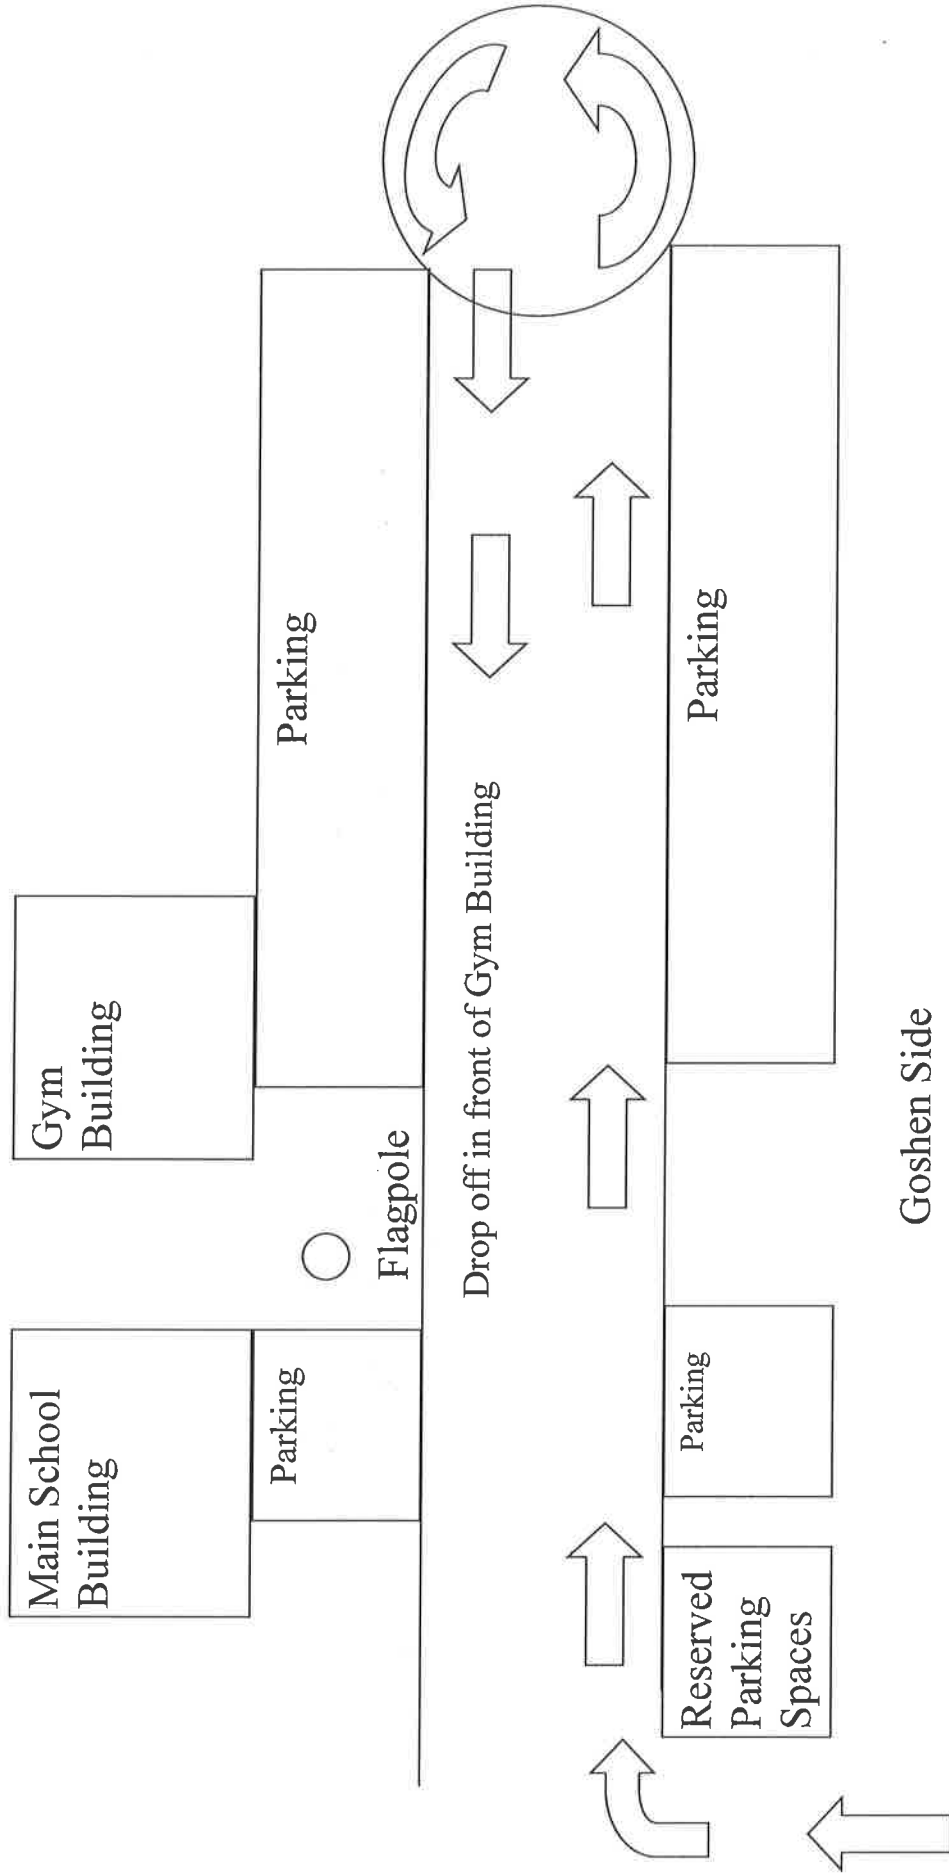 Main School
Building
Gym
Building
Parking
Flagpole
Parking
Drop off in front of Gym Building
Reserved
Parking
Spaces
Parking
Parking
Goshen Side